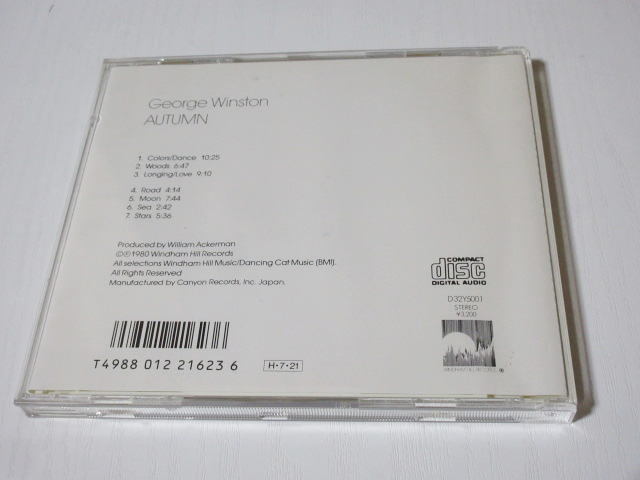 George Winston
AUTUMN
1. Colors/Dance 10:25
2. Woods 6:47
3. Longing/Love 9:10
4. Road 4:14
5. Moon 7:44
6. Sea 2:42
7. Stars 5:36
Produced by William Ackerman
©℗1980 Windham Hill Records
All selections Windham Hill Music/Dancing Cat Music (BMI).
All Rights Reserved
Manufactured by Canyon Records, Inc. Japan.
COMPACT
disc
DIGITAL AUDIO
D32Y5001
STEREO
¥3,200
WINDHAM HILL RECORDS ®
T4988 012 21623 6
H·7·21